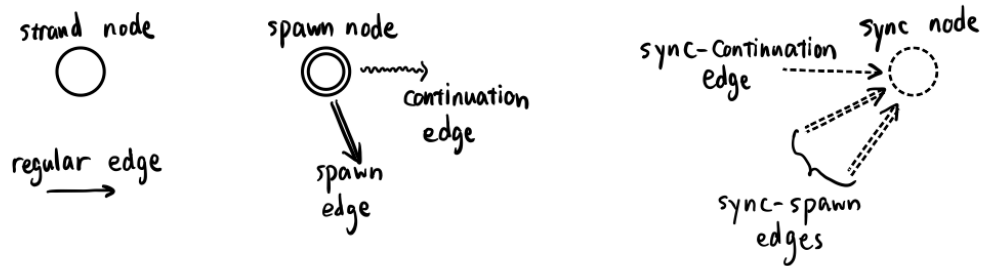 strand node
regular edge
spawn node
continuation
edge
spawn
edge
sync node
sync-continuation
edge
sync-spawn
edges